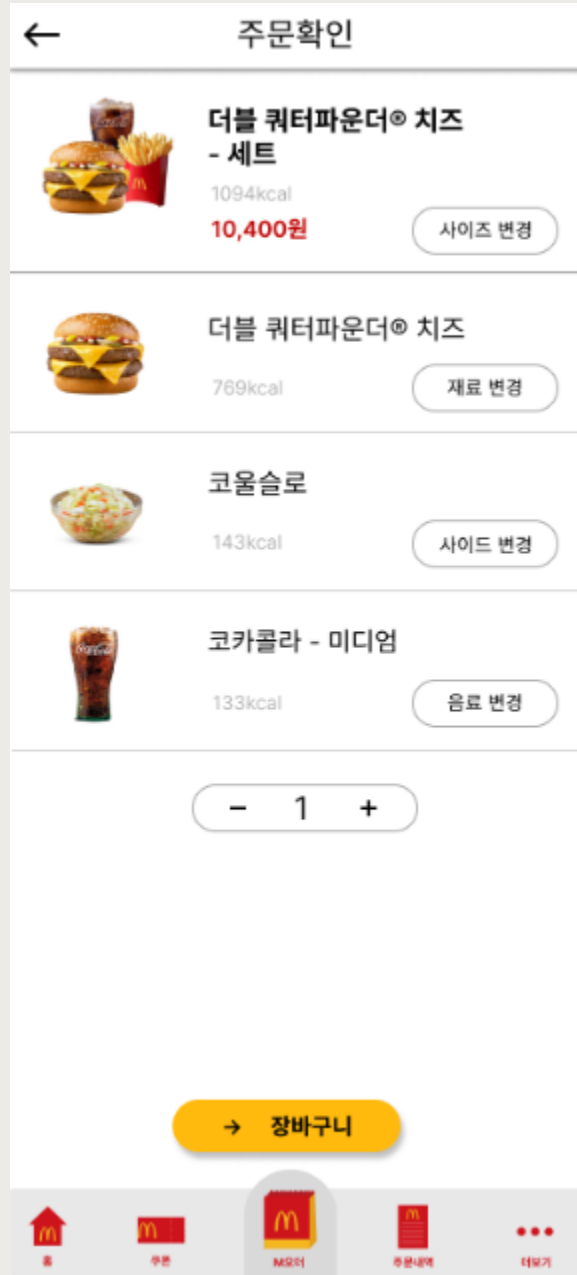 주문확인
더블 쿼터파운더® 치즈
- 세트
1094kcal
10,400원
사이즈 변경
더블 쿼터파운더® 치즈
769kcal
재료 변경
코울슬로
143kcal
사이드 변경
코카콜라 - 미디엄
133kcal
음료 변경
- 1 +
→ 장바구니
홈
쿠폰
M오더
주문내역
더보기